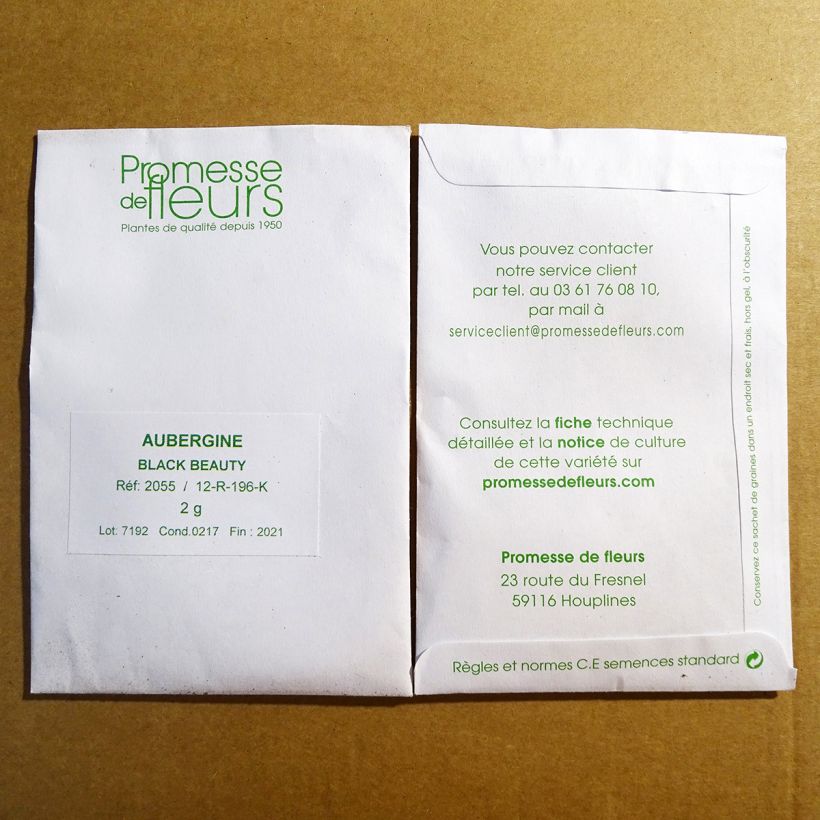 Promesse
de fleurs
Plantes de qualité depuis 1950
AUBERGINE
BLACK BEAUTY
Réf: 2055 / 12-R-196-K
2 g
Lot: 7192 Cond.0217 Fin : 2021
Vous pouvez contacter
notre service client
par tel. au 03 61 76 08 10,
par mail à
serviceclient@promessedefleurs.com
Consultez la fiche technique
détaillée et la notice de culture
de cette variété sur
promessedefleurs.com
Promesse de fleurs
23 route du Fresnel
59116 Houplines
Règles et normes C.E semences standard
Conservez ce sachet de graines dans un endroit sec et frais, hors gel, à l'obscurité